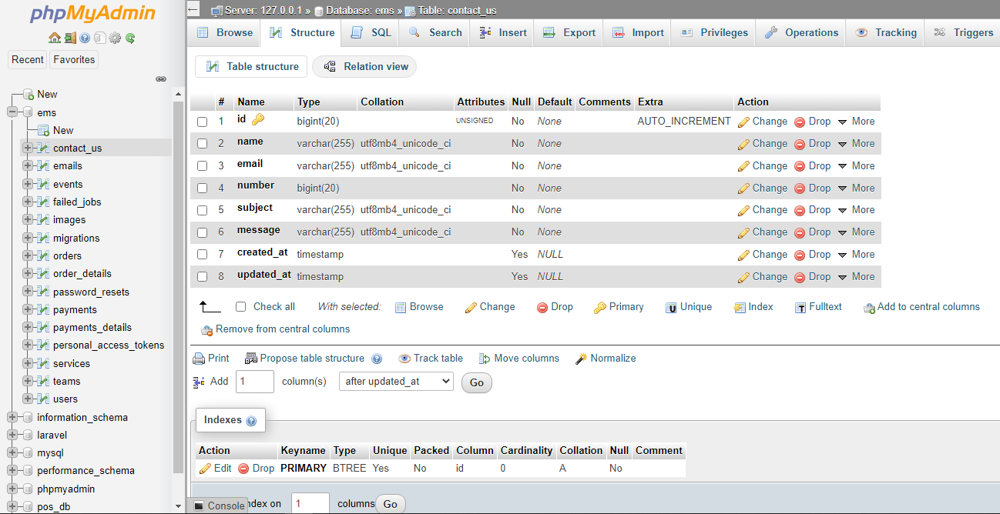 phpMyAdmin
Recent Favorites
New
ems
New
contact_us
emails
events
failed_jobs
images
migrations
orders
order_details
password_resets
payments
payments_details
personal_access_tokens
services
teams
users
information_schema
laravel
mysql
performance_schema
phpmyadmin
pos_db
Server: 127.0.0.1 » Database: ems » Table: contact_us
Browse Structure SQL Search Insert Export Import Privileges Operations Tracking Triggers
Table structure Relation view
# Name Type Collation Attributes Null Default Comments Extra Action
1 id bigint(20) UNSIGNED No None AUTO_INCREMENT Change Drop More
2 name varchar(255) utf8mb4_unicode_ci No None Change Drop More
3 email varchar(255) utf8mb4_unicode_ci No None Change Drop More
4 number bigint(20) No None Change Drop More
5 subject varchar(255) utf8mb4_unicode_ci No None Change Drop More
6 message varchar(255) utf8mb4_unicode_ci No None Change Drop More
7 created_at timestamp Yes NULL Change Drop More
8 updated_at timestamp Yes NULL Change Drop More
Check all With selected: Browse Change Drop Primary Unique Index Fulltext Add to central columns
Remove from central columns
Print Propose table structure Track table Move columns Normalize
Add 1 column(s) after updated_at Go
Indexes
Action Keyname Type Unique Packed Column Cardinality Collation Null Comment
Edit Drop PRIMARY BTREE Yes No id 0 A No
Console ndex on 1 columns Go